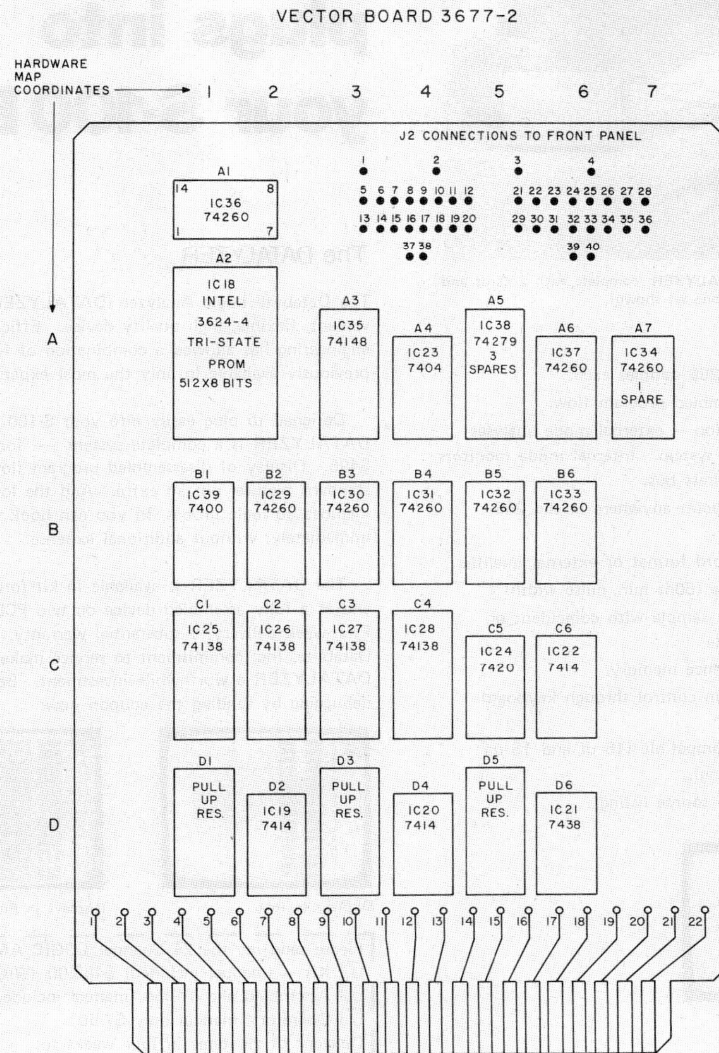 VECTOR BOARD 3677-2
HARDWARE
MAP
COORDINATES
1 2 3 4 5 6 7
J2 CONNECTIONS TO FRONT PANEL
1 2 3 4
5 6 7 8 9 10 11 12 21 22 23 24 25 26 27 28
13 14 15 16 17 18 19 20 29 30 31 32 33 34 35 36
37 38 39 40
A1
14 8
IC36
74260
1 7
A
A2
IC18
INTEL
3624-4
TRI-STATE
PROM
512X8 BITS
A3
IC35
74148
A4
IC23
7404
A5
IC38
74279
3
SPARES
A6
IC37
74260
A7
IC34
74260
1
SPARE
B
B1
IC39
7400
B2
IC29
74260
B3
IC30
74260
B4
IC31
74260
B5
IC32
74260
B6
IC33
74260
C
C1
IC25
74138
C2
IC26
74138
C3
IC27
74138
C4
IC28
74138
C5
IC24
7420
C6
IC22
7414
D
D1
PULL
UP
RES.
D2
IC19
7414
D3
PULL
UP
RES.
D4
IC20
7414
D5
PULL
UP
RES.
D6
IC21
7438
1 2 3 4 5 6 7 8 9 10 11 12 13 14 15 16 17 18 19 20 21 22